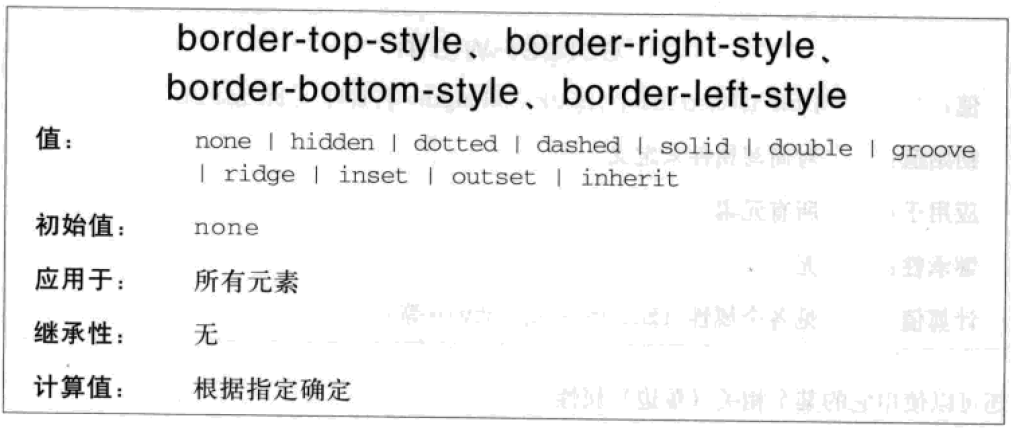 border-top-style、border-right-style、
border-bottom-style、border-left-style
值： none | hidden | dotted | dashed | solid | double | groove
| ridge | inset | outset | inherit
初始值： none
应用于： 所有元素
继承性： 无
计算值： 根据指定确定